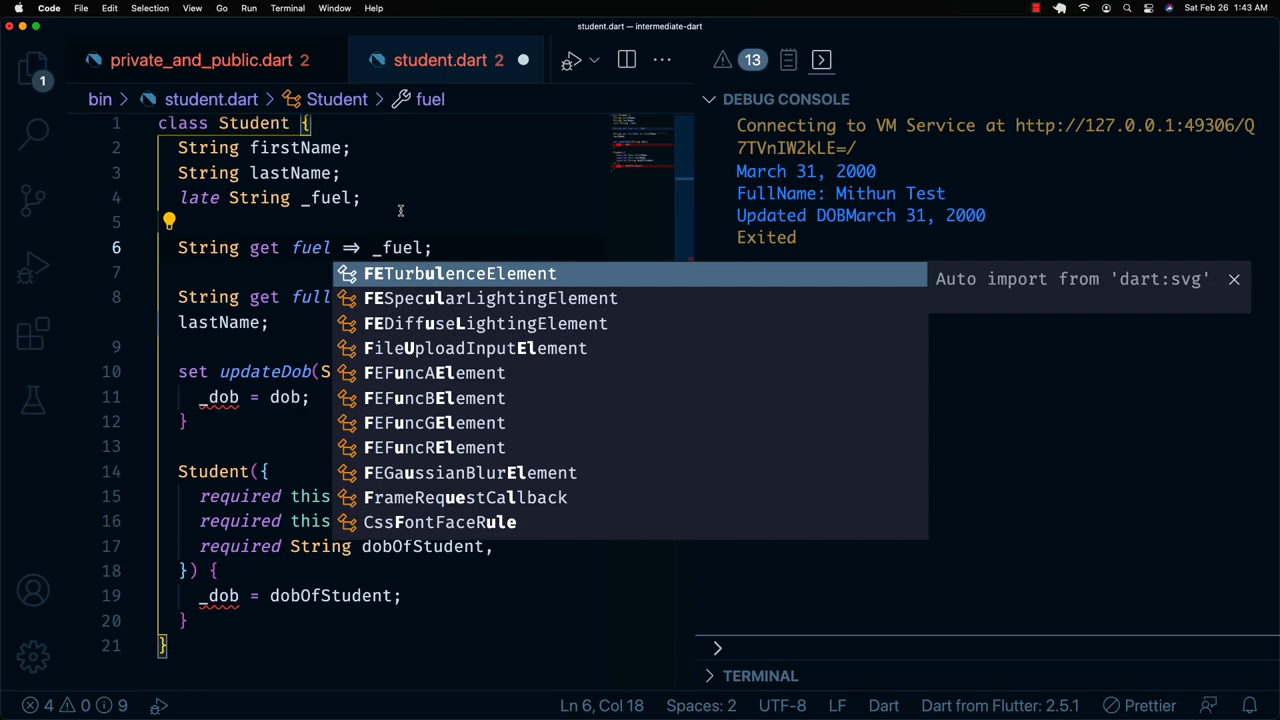 Code File Edit Selection View Go Run Terminal Window Help Sat Feb 26 1:43 AM
student.dart — intermediate-dart
private_and_public.dart 2 student.dart 2 13
1
bin > student.dart > Student > fuel
DEBUG CONSOLE
Connecting to VM Service at http://127.0.0.1:49306/Q
7TVnIW2kLE=/
March 31, 2000
FullName: Mithun Test
Updated DOBMarch 31, 2000
Exited
1 class Student {
2 String firstName;
3 String lastName;
4 late String _fuel;
5
6 String get fuel => _fuel;
7
8 String get full
lastName;
9
10 set updateDob(S
11 _dob = dob;
12 }
13
14 Student({
15 required this
16 required this
17 required String dobOfStudent,
18 }) {
19 _dob = dobOfStudent;
20 }
21 }
FETurbulenceElement
FESpecularLightingElement
FEDiffuseLightingElement
FileUploadInputElement
FEFuncAElement
FEFuncBElement
FEFuncGElement
FEFuncRElement
FEGaussianBlurElement
FrameRequestCallback
CssFontFaceRule
Auto import from 'dart:svg'
>
TERMINAL
4 0 9 Ln 6, Col 18 Spaces: 2 UTF-8 LF Dart Dart from Flutter: 2.5.1 Prettier